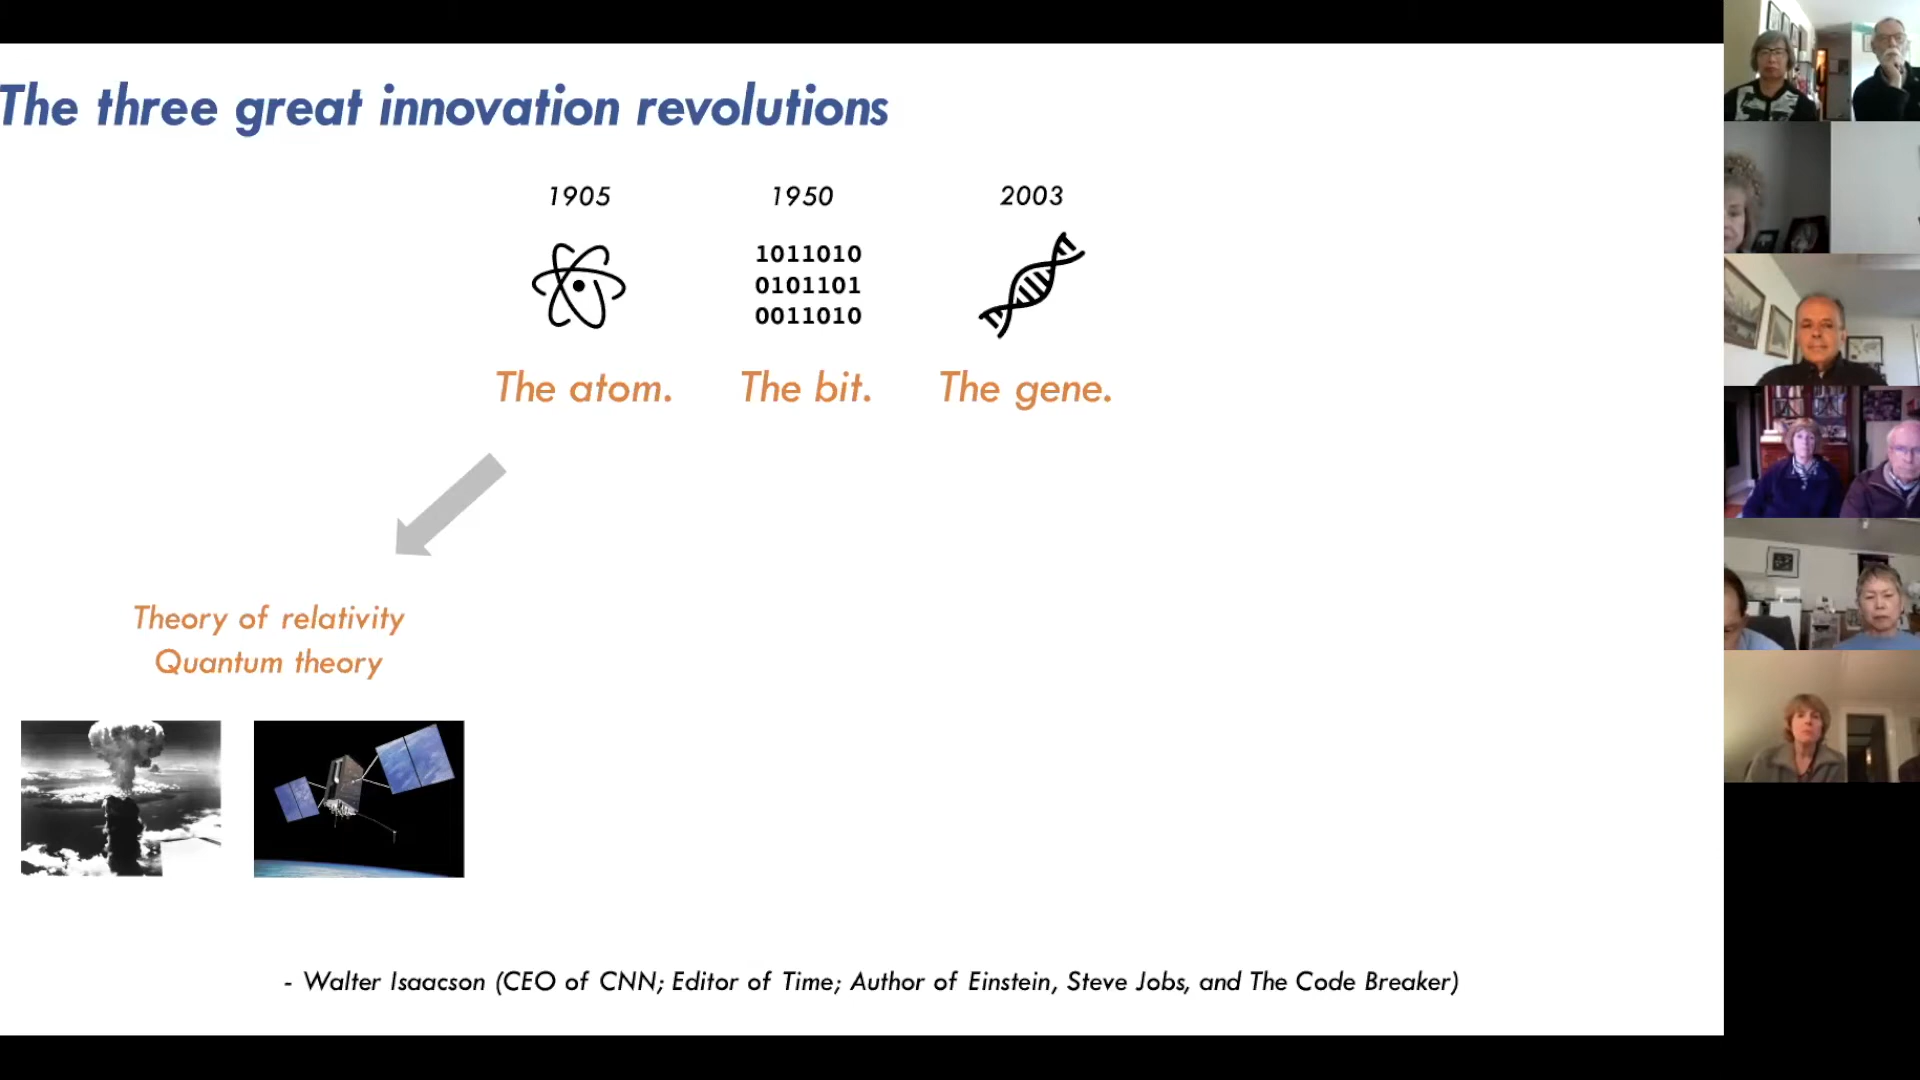 The three great innovation revolutions
1905 1950 2003
1011010
0101101
0011010
The atom. The bit. The gene.
Theory of relativity
Quantum theory
- Walter Isaacson (CEO of CNN; Editor of Time; Author of Einstein, Steve Jobs, and The Code Breaker)